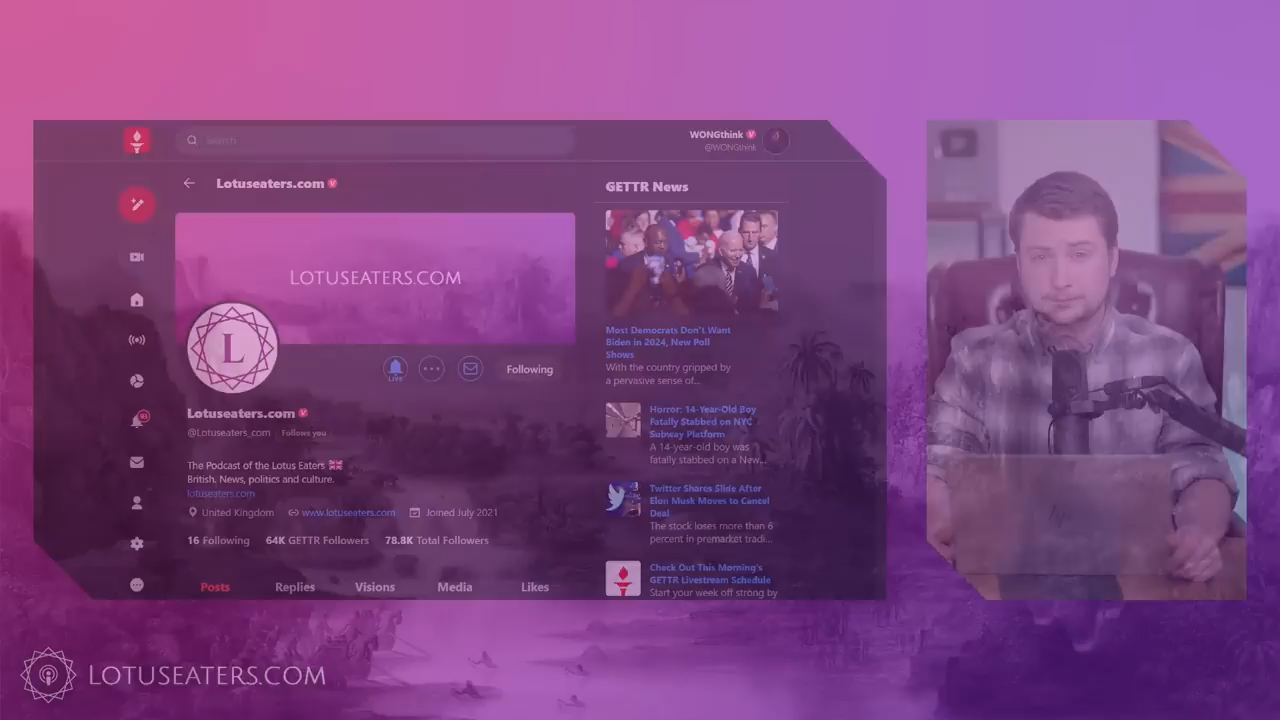 Search
WONGthink
@WONGthink
Lotuseaters.com
GETTR News
LOTUSEATERS.COM
L
LIVE
Following
Most Democrats Don't Want
Biden in 2024, New Poll
Shows
With the country gripped by
a pervasive sense of...
Lotuseaters.com
@Lotuseaters_com Follows you
Horror: 14-Year-Old Boy
Fatally Stabbed on NYC
Subway Platform
A 14-year-old boy was
fatally stabbed on a New...
The Podcast of the Lotus Eaters
British. News, politics and culture.
lotuseaters.com
United Kingdom www.lotuseaters.com Joined July 2021
16 Following 64K GETTR Followers 78.8K Total Followers
Twitter Shares Slide After
Elon Musk Moves to Cancel
Deal
The stock loses more than 6
percent in premarket tradi...
Check Out This Morning's
GETTR Livestream Schedule
Start your week off strong by
Posts Replies Visions Media Likes
LOTUSEATERS.COM